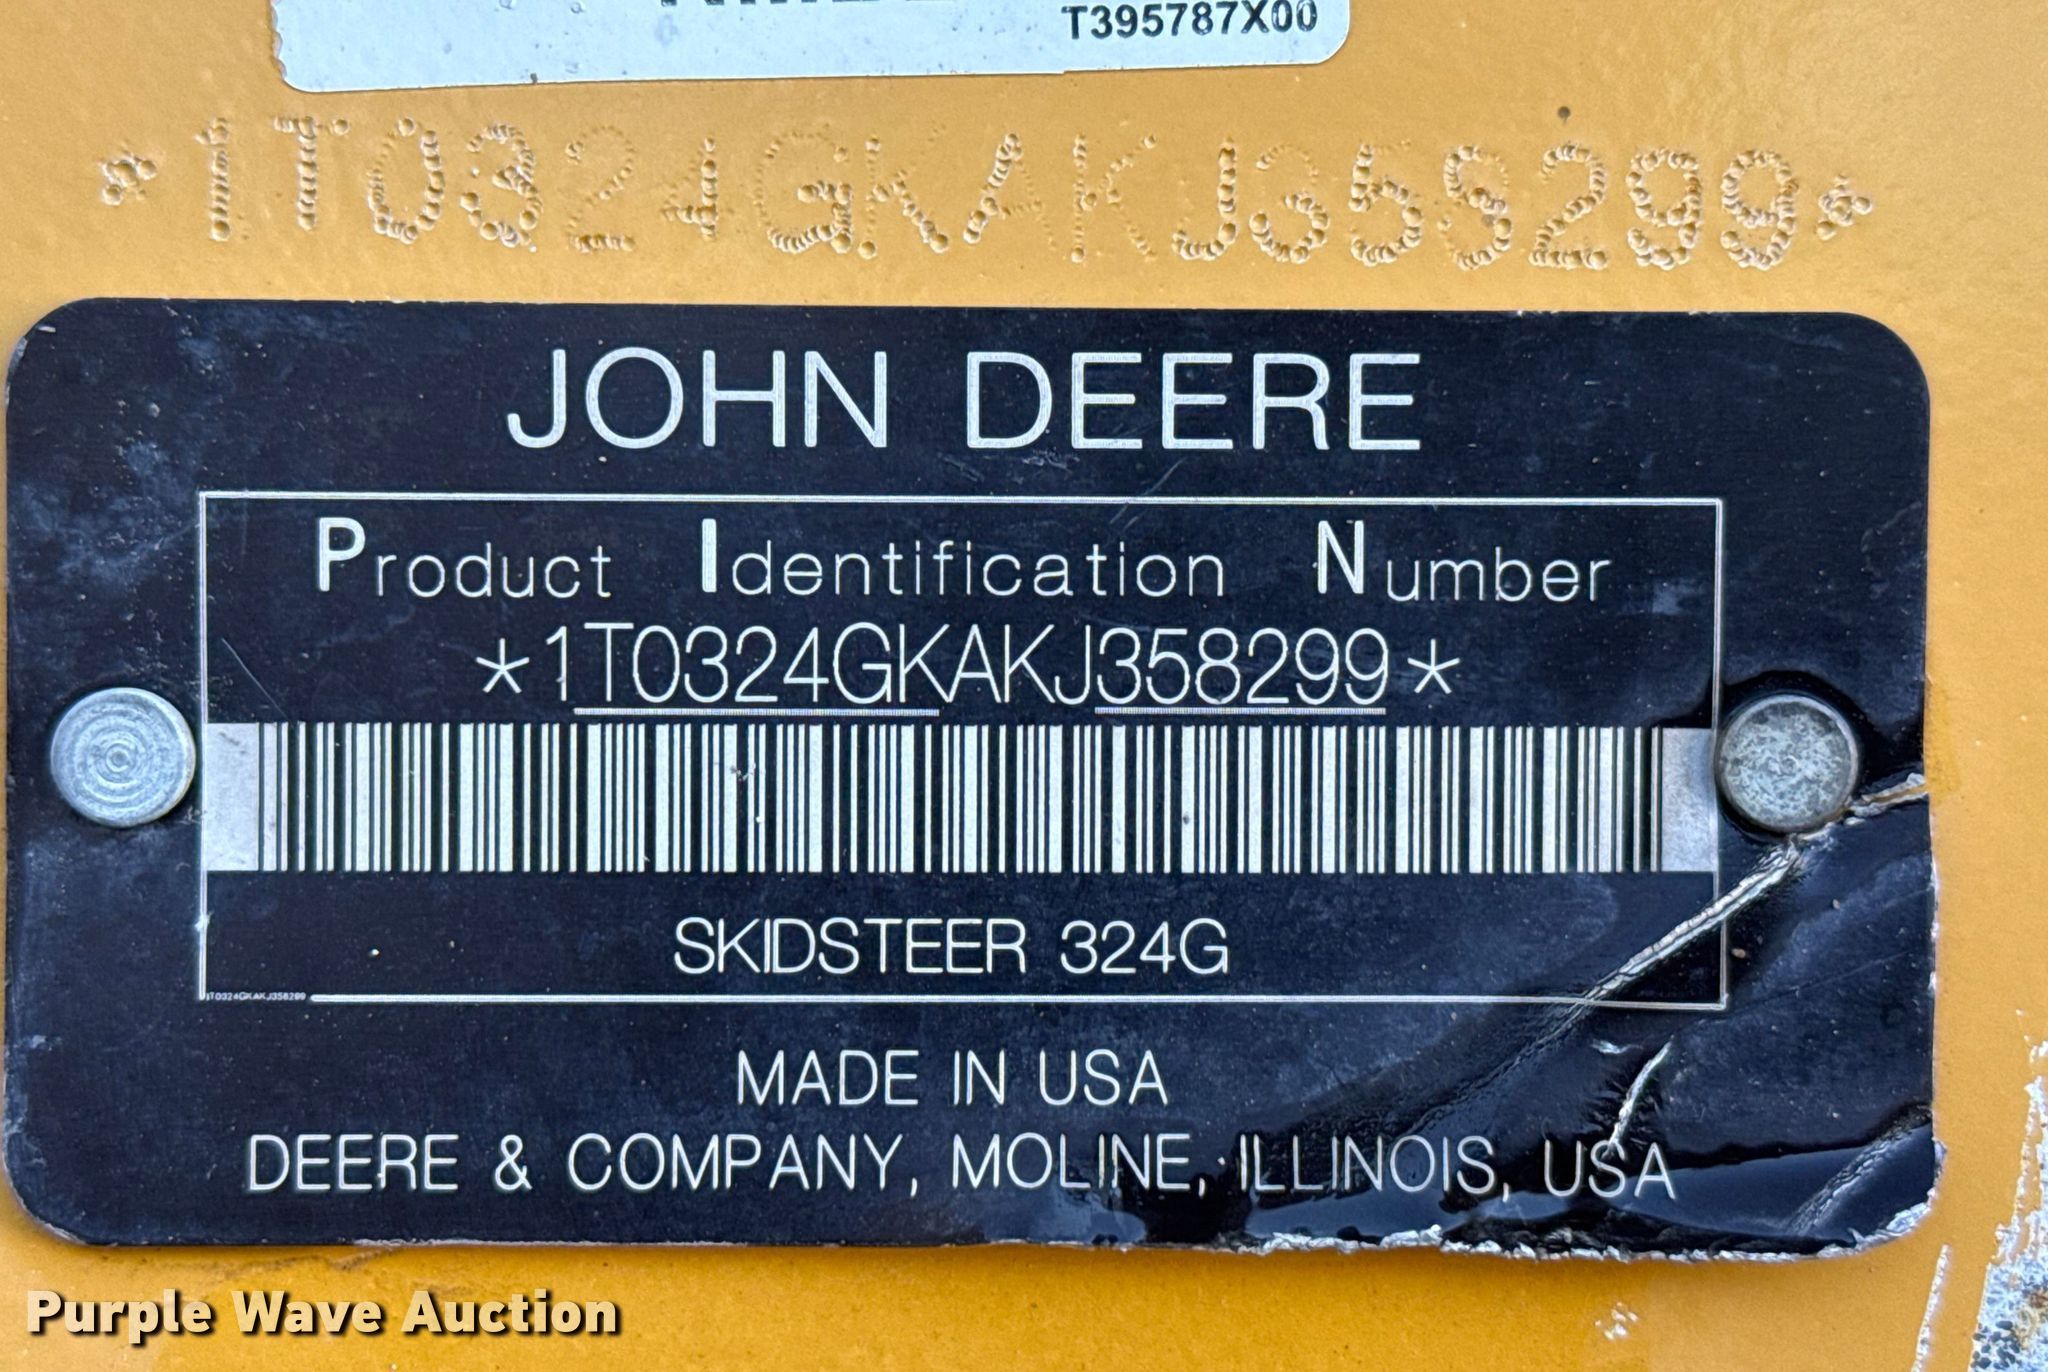 T395787X00
*1T0324GKAKJ358299*
JOHN DEERE
Product Identification Number
*1T0324GKAKJ358299*
SKIDSTEER 324G
1T0324GKAKJ358299
MADE IN USA
DEERE & COMPANY, MOLINE, ILLINOIS, USA
Purple Wave Auction